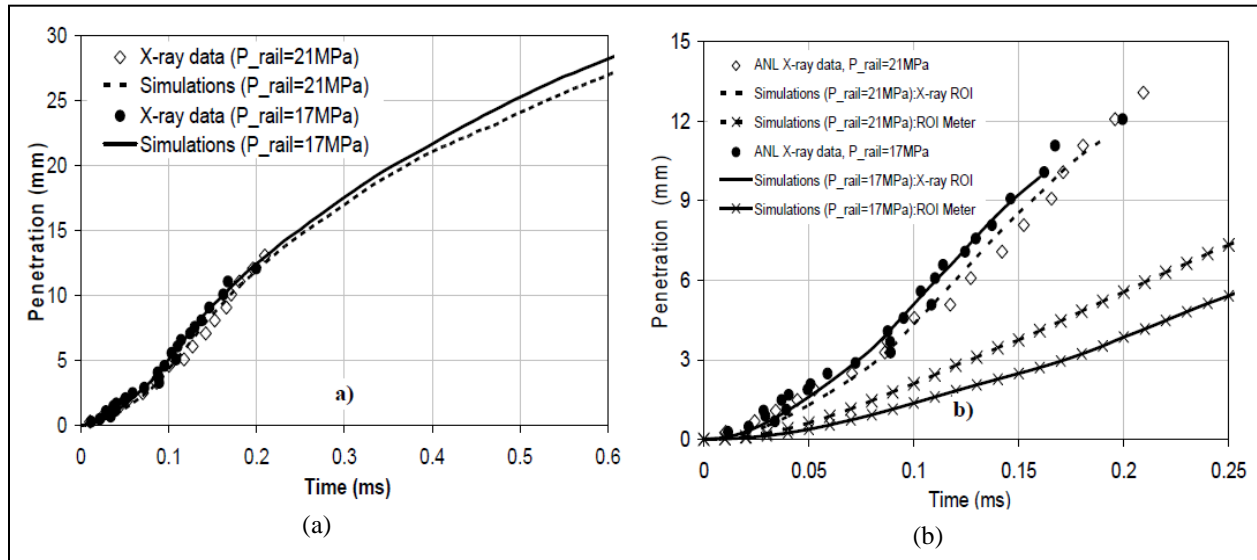 30
25
20
15
10
5
0
Penetration (mm)
X-ray data (P_rail=21MPa)
Simulations (P_rail=21MPa)
X-ray data (P_rail=17MPa)
Simulations (P_rail=17MPa)
a)
0 0.1 0.2 0.3 0.4 0.5 0.6
Time (ms)
(a)
15
12
9
6
3
0
Penetration (mm)
ANL X-ray data, P_rail=21MPa
Simulations (P_rail=21MPa):X-ray ROI
Simulations (P_rail=21MPa):ROI Meter
ANL X-ray data, P_rail=17MPa
Simulations (P_rail=17MPa):X-ray ROI
Simulations (P_rail=17MPa):ROI Meter
b)
0 0.05 0.1 0.15 0.2 0.25
Time (ms)
(b)